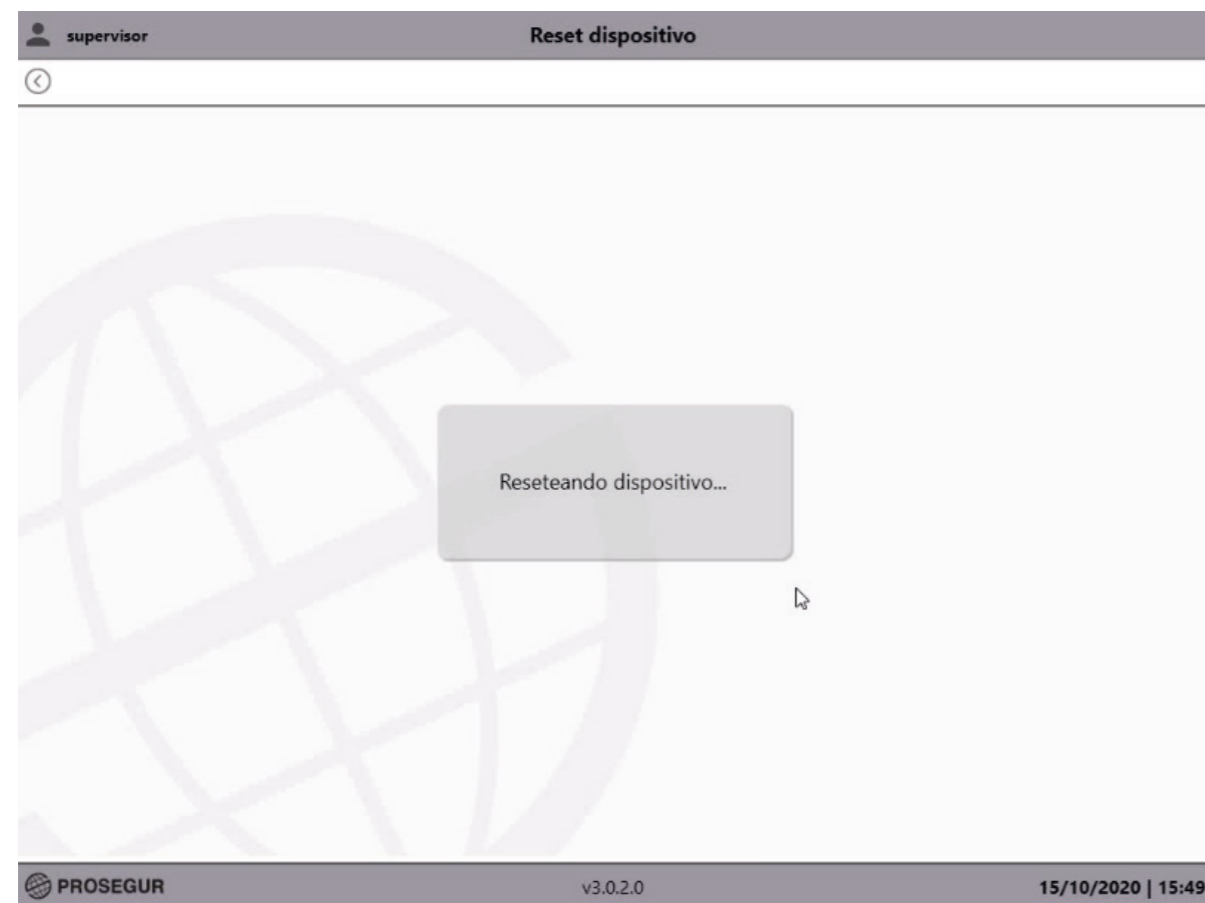 supervisor
Reset dispositivo
Reseteando dispositivo...
PROSEGUR
v3.0.2.0
15/10/2020 | 15:49